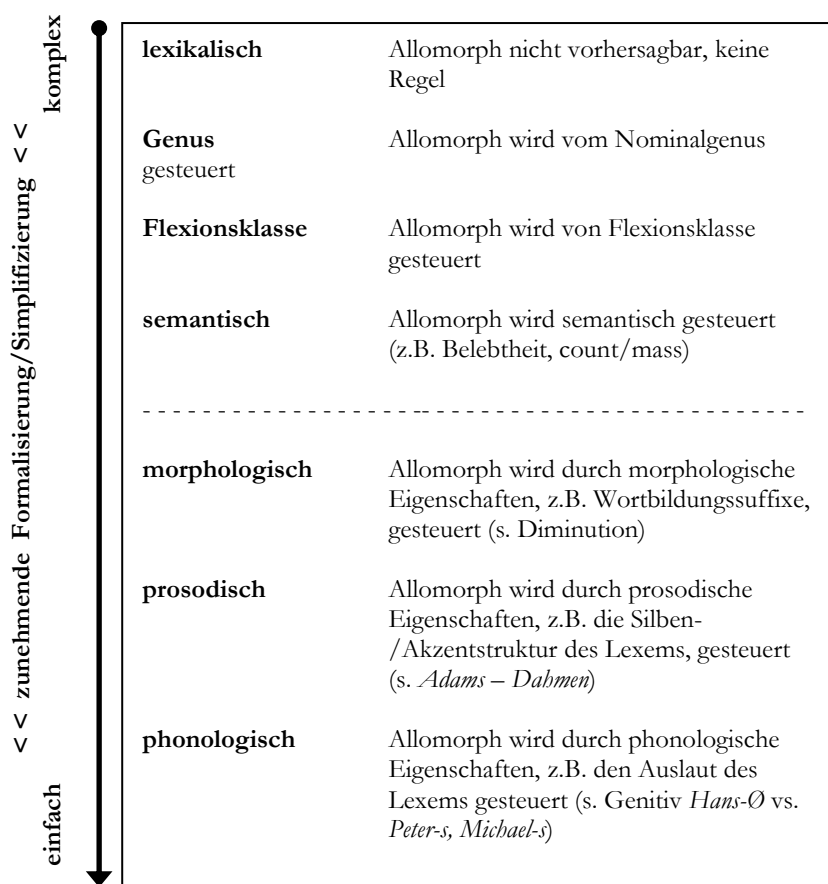 komplex
<< zunehmende Formalisierung/Simplifizierung <<
einfach
lexikalisch Allomorph nicht vorhersagbar, keine
Regel
Genus Allomorph wird vom Nominalgenus
gesteuert
Flexionsklasse Allomorph wird von Flexionsklasse
gesteuert
semantisch Allomorph wird semantisch gesteuert
(z.B. Belebtheit, count/mass)
morphologisch Allomorph wird durch morphologische
Eigenschaften, z.B. Wortbildungssuffixe,
gesteuert (s. Diminution)
prosodisch Allomorph wird durch prosodische
Eigenschaften, z.B. die Silben-
/Akzentstruktur des Lexems, gesteuert
(s. Adams – Dahmen)
phonologisch Allomorph wird durch phonologische
Eigenschaften, z.B. den Auslaut des
Lexems gesteuert (s. Genitiv Hans-Ø vs.
Peter-s, Michael-s)